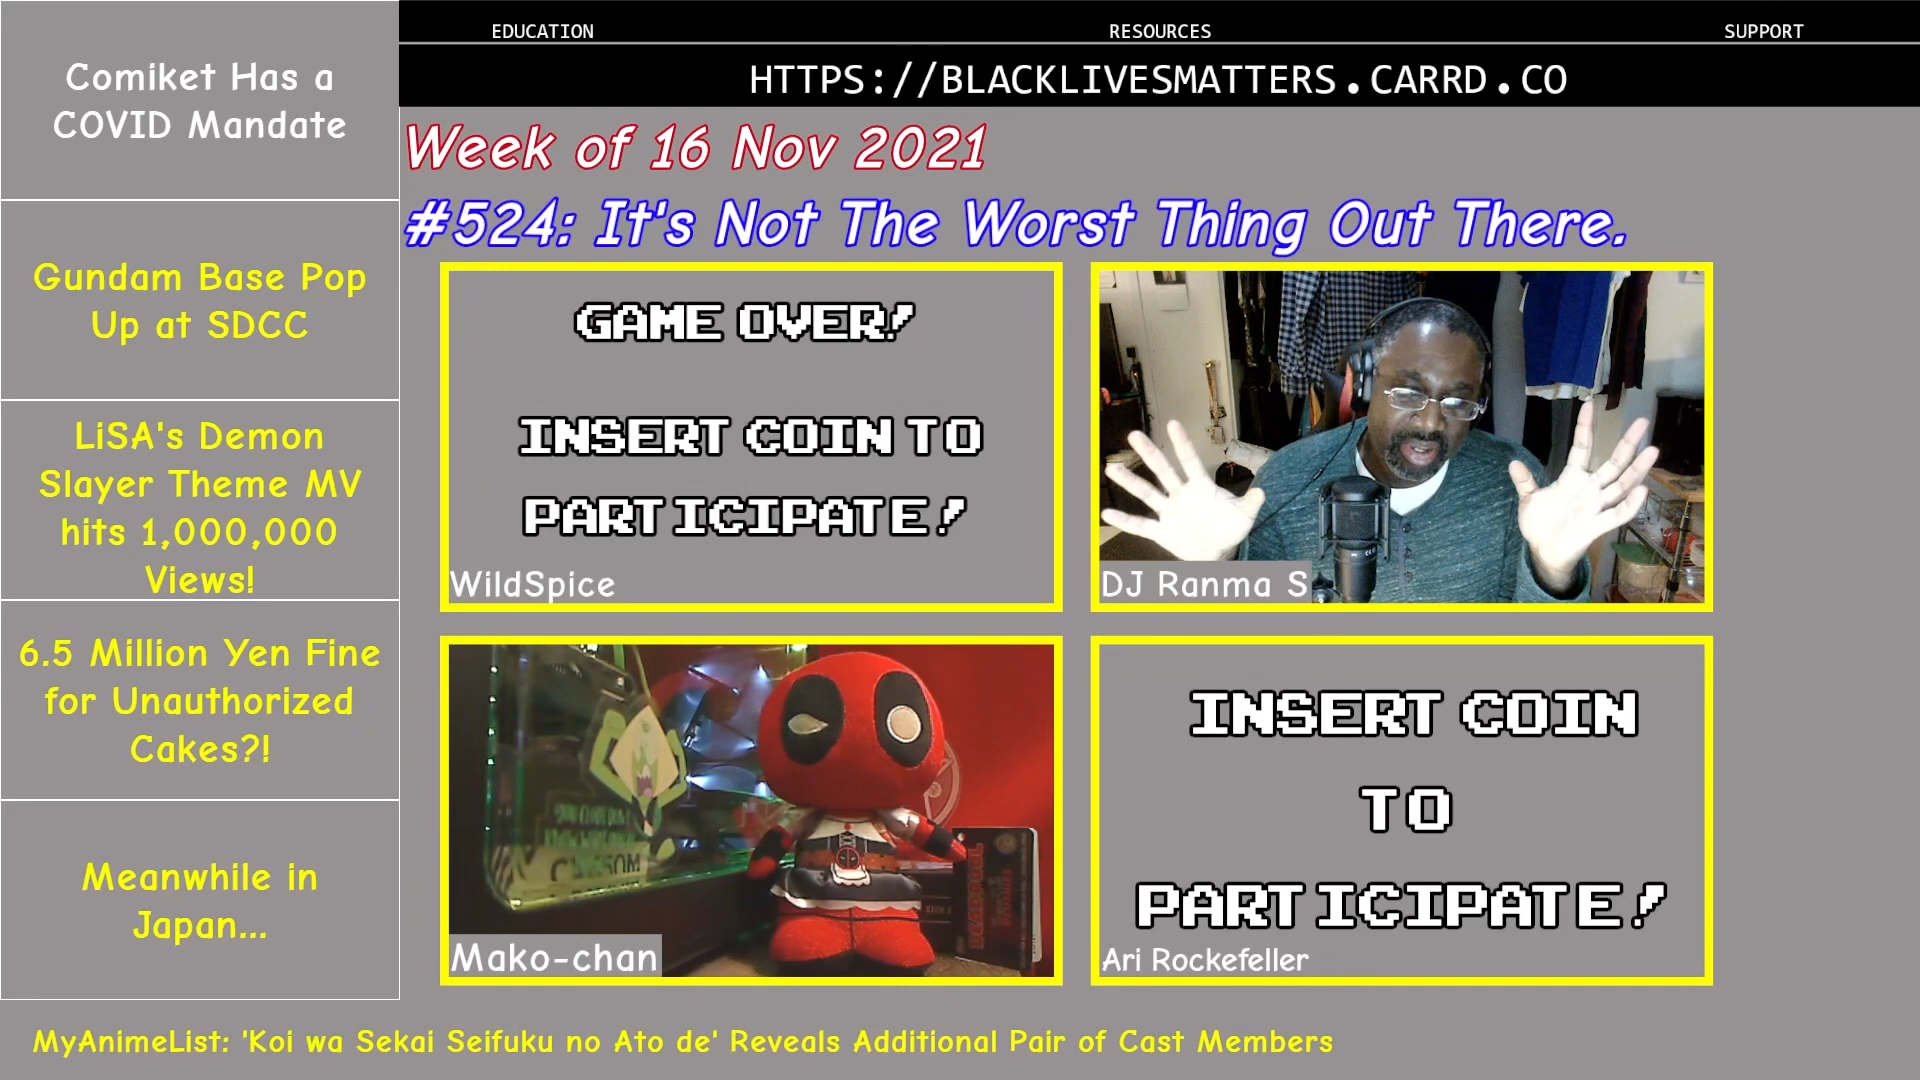 EDUCATION
RESOURCES
SUPPORT
HTTPS://BLACKLIVESMATTERS.CARRD.CO
Comiket Has a
COVID Mandate
Gundam Base Pop
Up at SDCC
LiSA's Demon
Slayer Theme MV
hits 1,000,000
Views!
6.5 Million Yen Fine
for Unauthorized
Cakes?!
Meanwhile in
Japan...
Week of 16 Nov 2021
#524: It's Not The Worst Thing Out There.
GAME OVER!
INSERT COIN TO
PARTICIPATE!
WildSpice
DJ Ranma S
Mako-chan
DEADPOOL
INSERT COIN
TO
PARTICIPATE!
Ari Rockefeller
MyAnimeList: 'Koi wa Sekai Seifuku no Ato de' Reveals Additional Pair of Cast Members